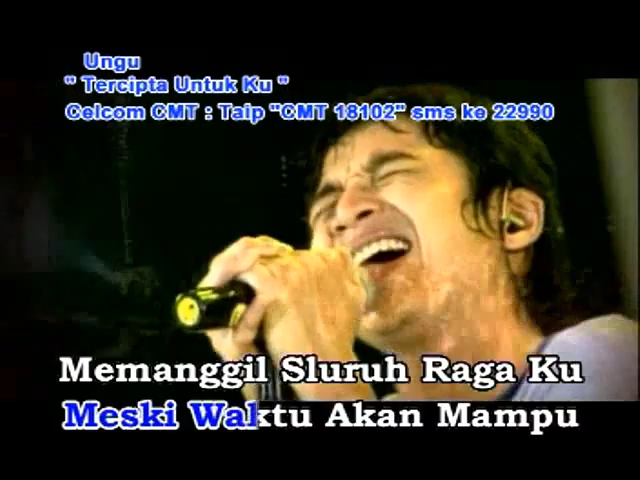 Ungu
" Tercipta Untuk Ku "
Celcom CMT : Taip "CMT 18102" sms ke 22990
Memanggil Sluruh Raga Ku
Meski Waktu Akan Mampu